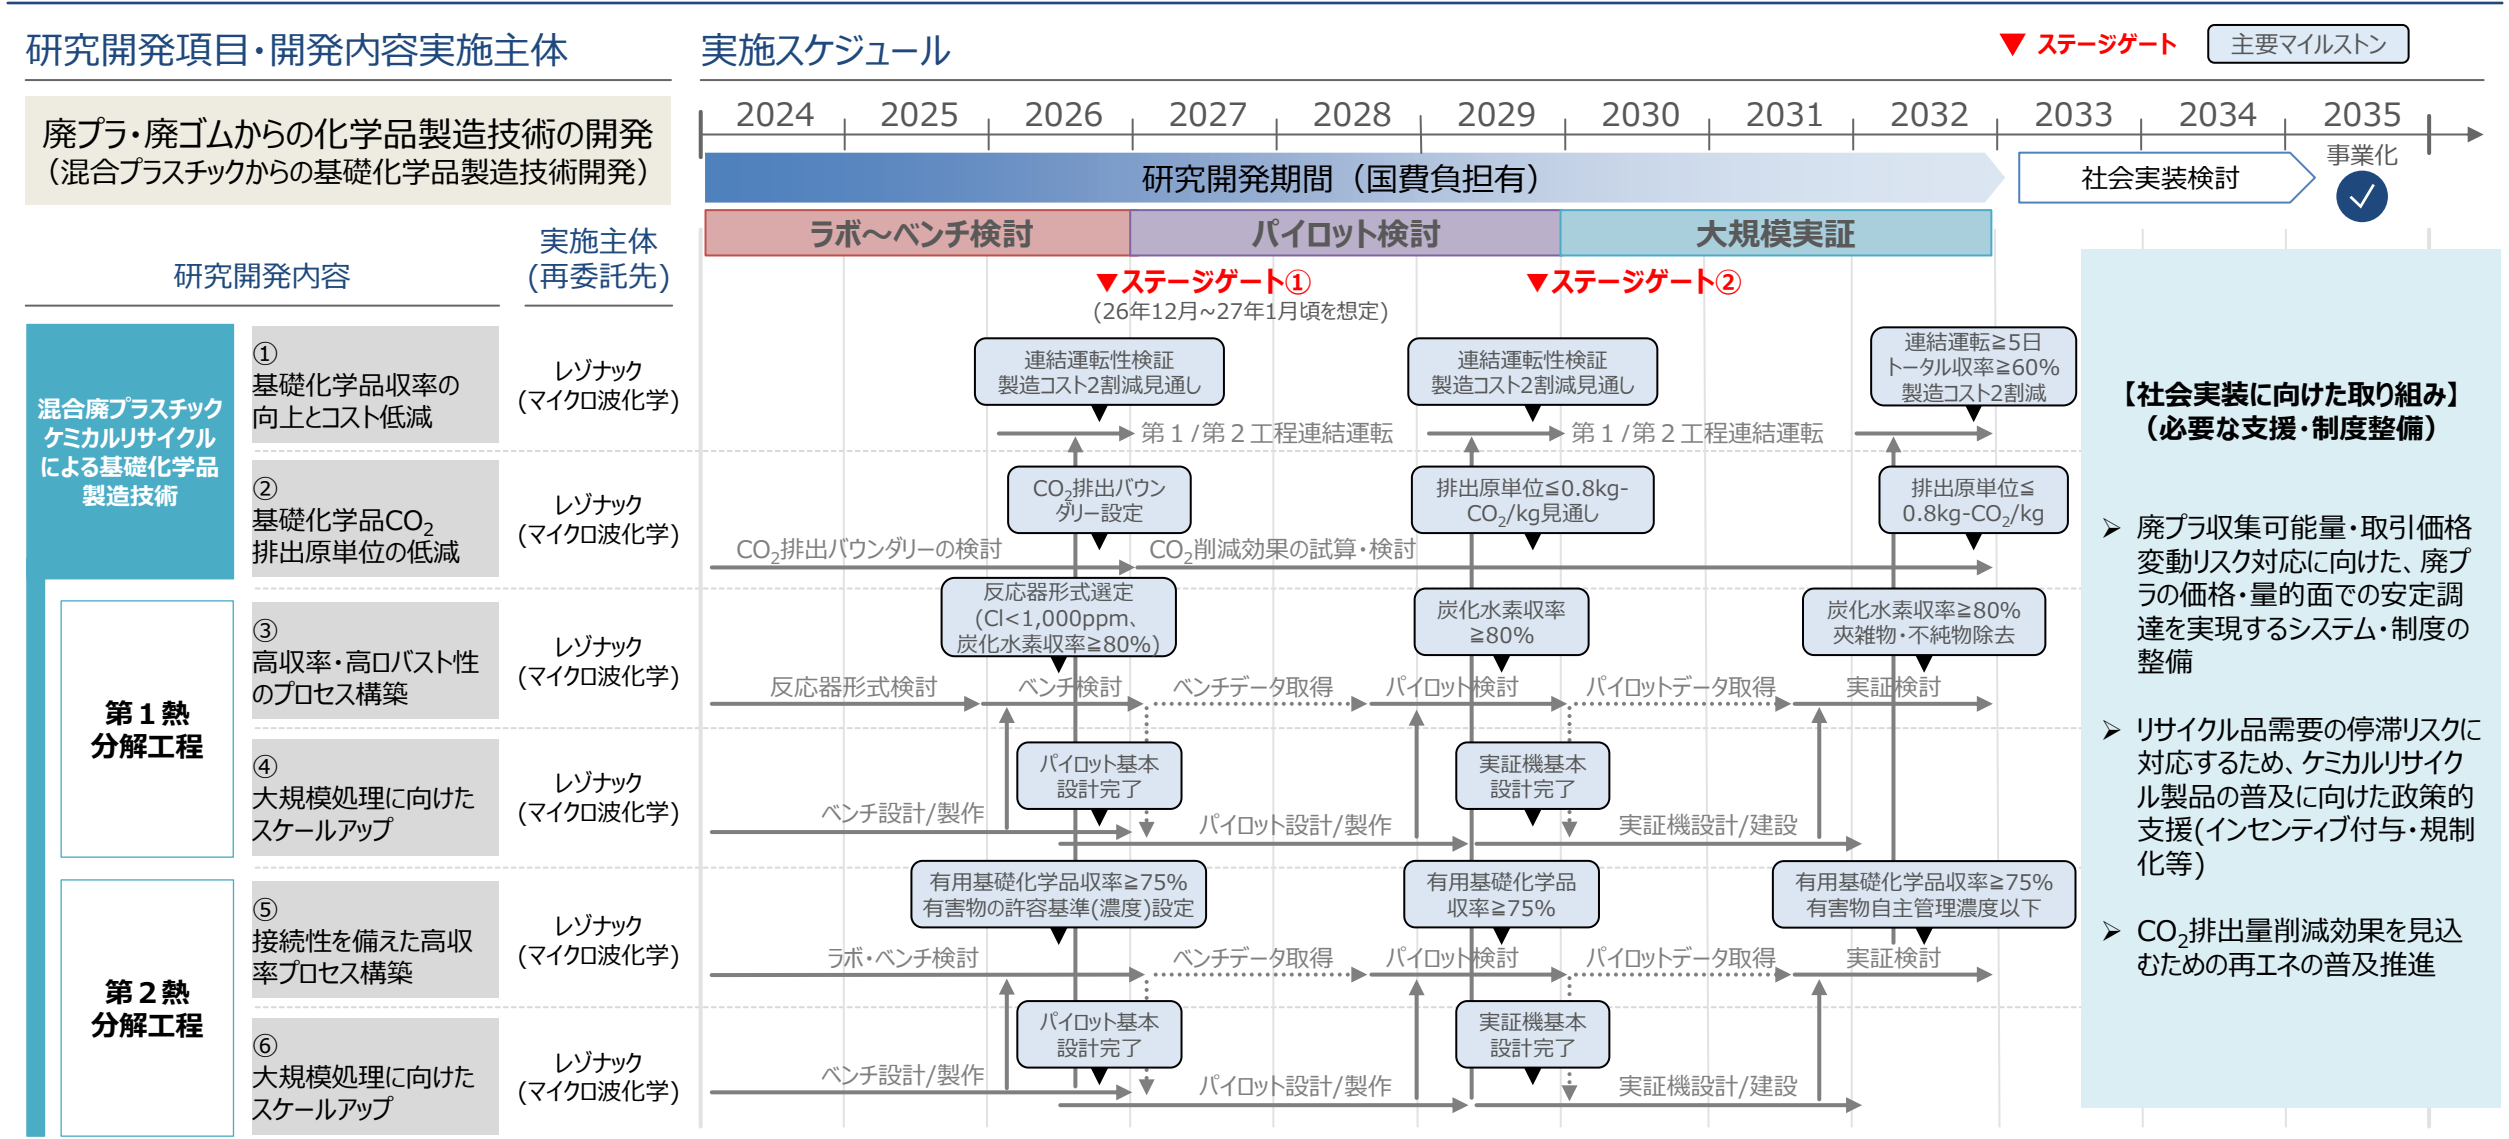 研究開発項目・開発内容実施主体
実施スケジュール
▼ ステージゲート
主要マイルストン
廃プラ・廃ゴムからの化学品製造技術の開発
（混合プラスチックからの基礎化学品製造技術開発）
2024 2025 2026 2027 2028 2029 2030 2031 2032 2033 2034 2035
研究開発期間（国費負担有）
社会実装検討
事業化
ラボ～ベンチ検討
パイロット検討
大規模実証
研究開発内容
実施主体
(再委託先)
▼ステージゲート①
(26年12月~27年1月頃を想定)
▼ステージゲート②
混合廃プラスチック
ケミカルリサイクル
による基礎化学品
製造技術
①
基礎化学品収率の
向上とコスト低減
レゾナック
(マイクロ波化学)
連結運転性検証
製造コスト2割減見通し
第１/第２工程連結運転
連結運転性検証
製造コスト2割減見通し
第１/第２工程連結運転
連結運転≧5日
トータル収率≧60%
製造コスト2割減
②
基礎化学品CO2
排出原単位の低減
レゾナック
(マイクロ波化学)
CO2排出バウン
ダリー設定
CO2排出バウンダリーの検討
排出原単位≦0.8kg-
CO2/kg見通し
CO2削減効果の試算・検討
排出原単位≦
0.8kg-CO2/kg
第１熱
分解工程
③
高収率・高ロバスト性
のプロセス構築
レゾナック
(マイクロ波化学)
反応器形式選定
(Cl<1,000ppm、
炭化水素収率≧80%)
炭化水素収率
≧80%
炭化水素収率≧80%
夾雑物・不純物除去
反応器形式検討
ベンチ検討
ベンチデータ取得
パイロット検討
パイロットデータ取得
実証検討
④
大規模処理に向けた
スケールアップ
レゾナック
(マイクロ波化学)
パイロット基本
設計完了
実証機基本
設計完了
ベンチ設計/製作
パイロット設計/製作
実証機設計/建設
第２熱
分解工程
⑤
接続性を備えた高収
率プロセス構築
レゾナック
(マイクロ波化学)
有用基礎化学品収率≧75%
有害物の許容基準(濃度)設定
有用基礎化学品
収率≧75%
有用基礎化学品収率≧75%
有害物自主管理濃度以下
ラボ・ベンチ検討
ベンチデータ取得
パイロット検討
パイロットデータ取得
実証検討
⑥
大規模処理に向けた
スケールアップ
レゾナック
(マイクロ波化学)
パイロット基本
設計完了
実証機基本
設計完了
ベンチ設計/製作
パイロット設計/製作
実証機設計/建設
【社会実装に向けた取り組み】
（必要な支援・制度整備）
➢ 廃プラ収集可能量・取引価格
変動リスク対応に向けた、廃プ
ラの価格・量的面での安定調
達を実現するシステム・制度の
整備
➢ リサイクル品需要の停滞リスクに
対応するため、ケミカルリサイク
ル製品の普及に向けた政策的
支援(インセンティブ付与・規制
化等)
➢ CO2排出量削減効果を見込
むための再エネの普及推進